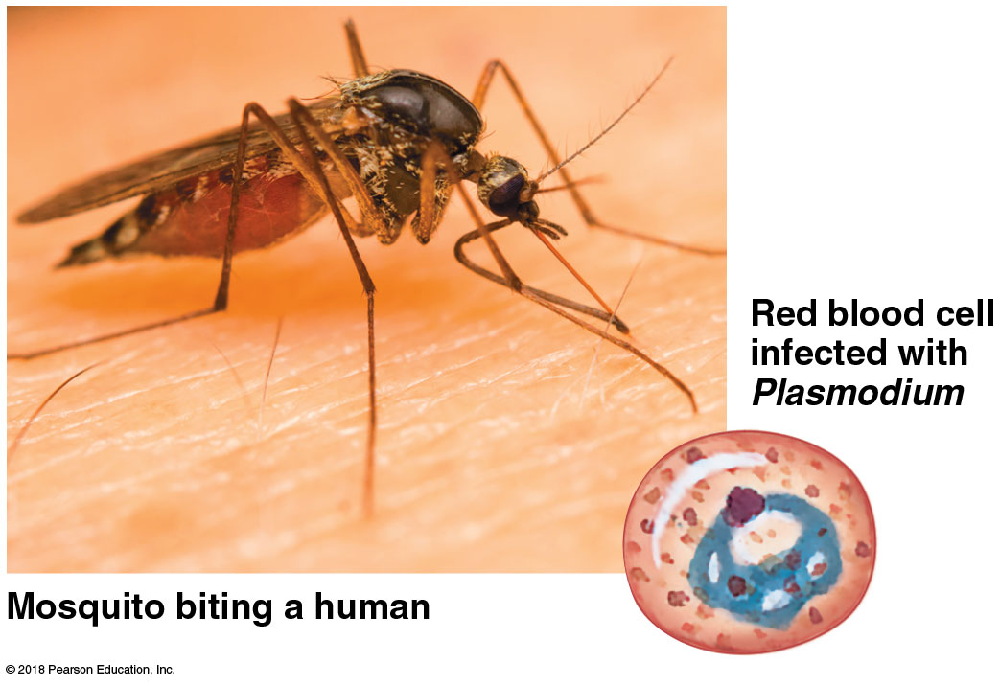 Red blood cell
infected with
Plasmodium
Mosquito biting a human
© 2018 Pearson Education, Inc.